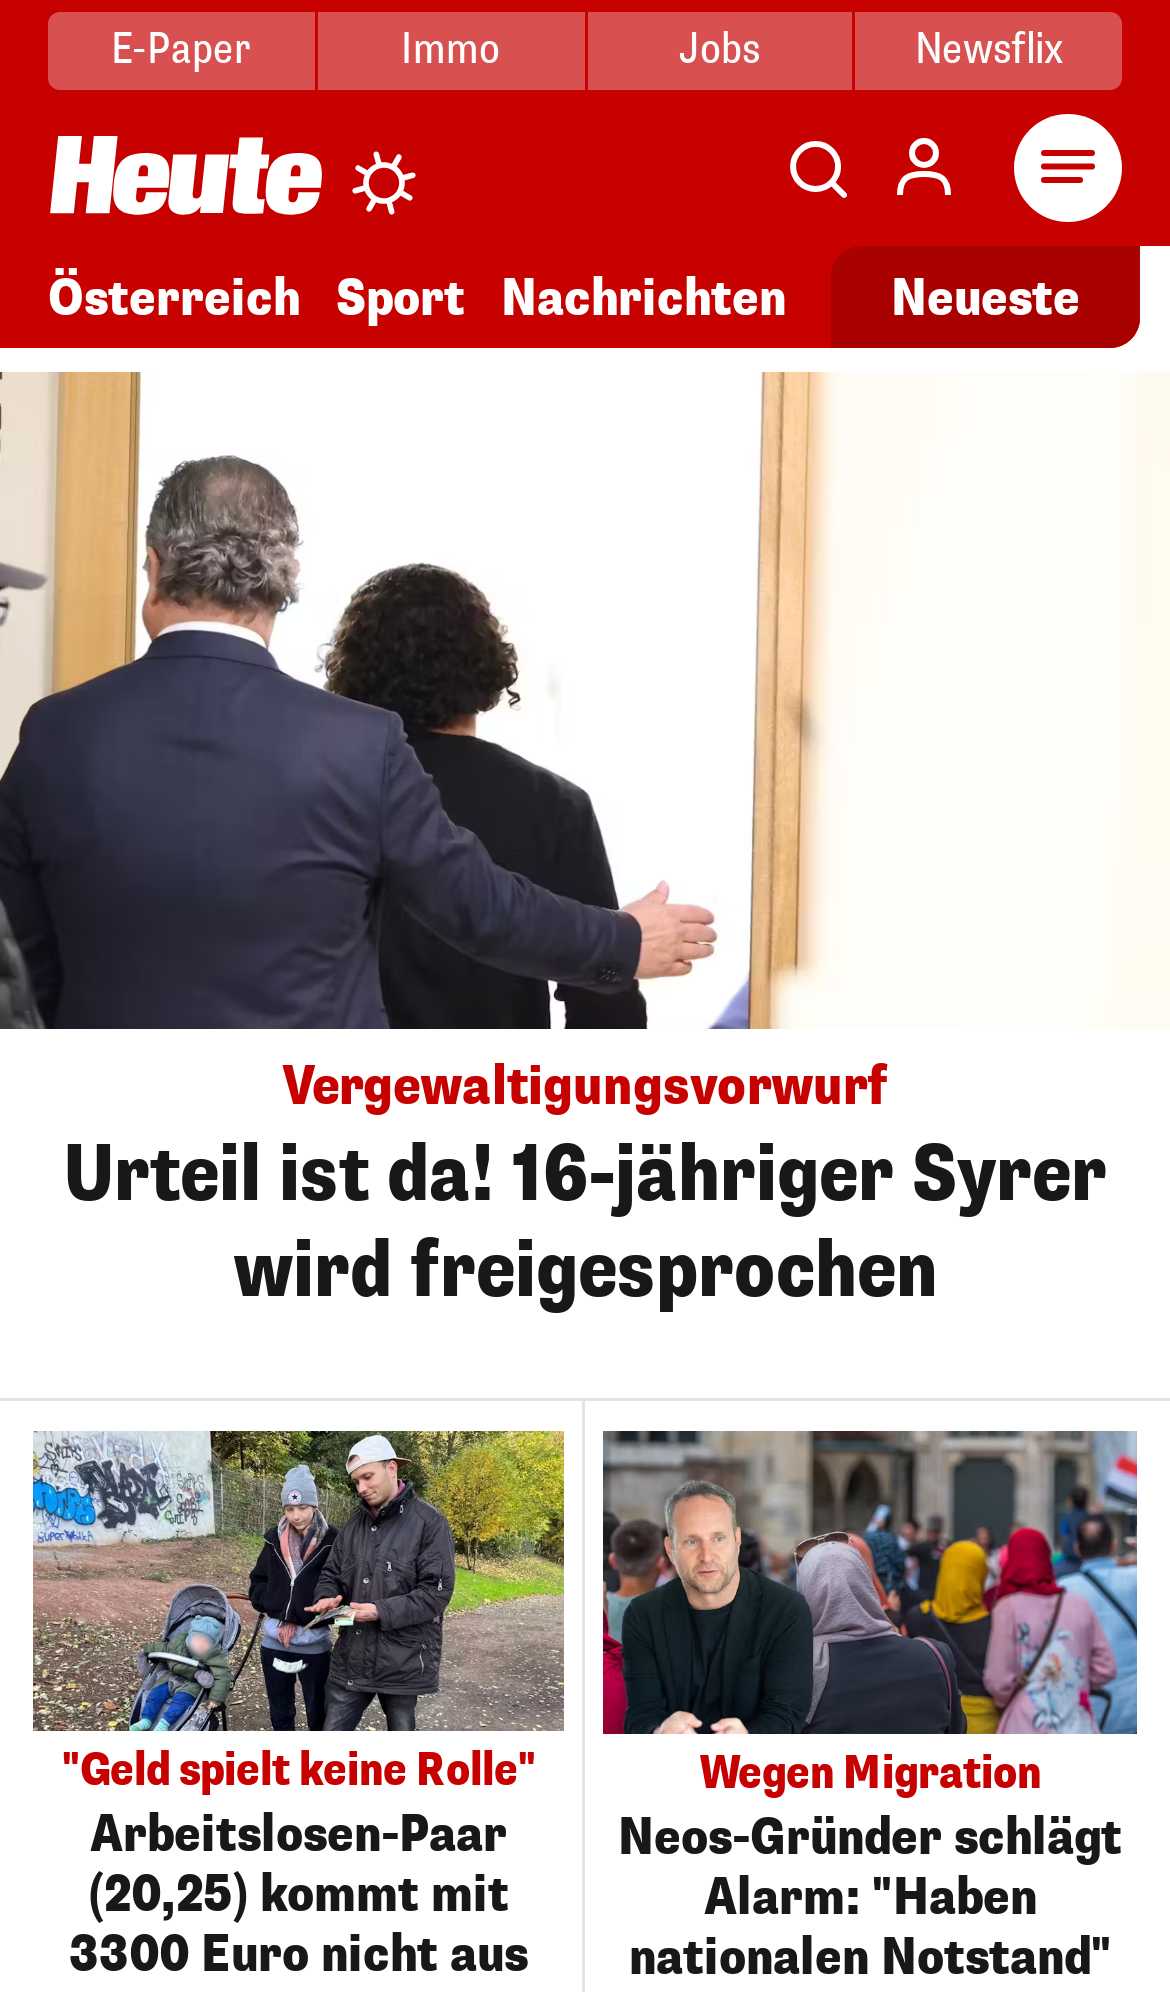 E-Paper
Immo
Jobs
Newsflix
Heute
Österreich
Sport
Nachrichten
Neueste
Vergewaltigungsvorwurf
Urteil ist da! 16-jähriger Syrer
wird freigesprochen
"Geld spielt keine Rolle"
Arbeitslosen-Paar
(20,25) kommt mit
3300 Euro nicht aus
Wegen Migration
Neos-Gründer schlägt
Alarm: "Haben
nationalen Notstand"